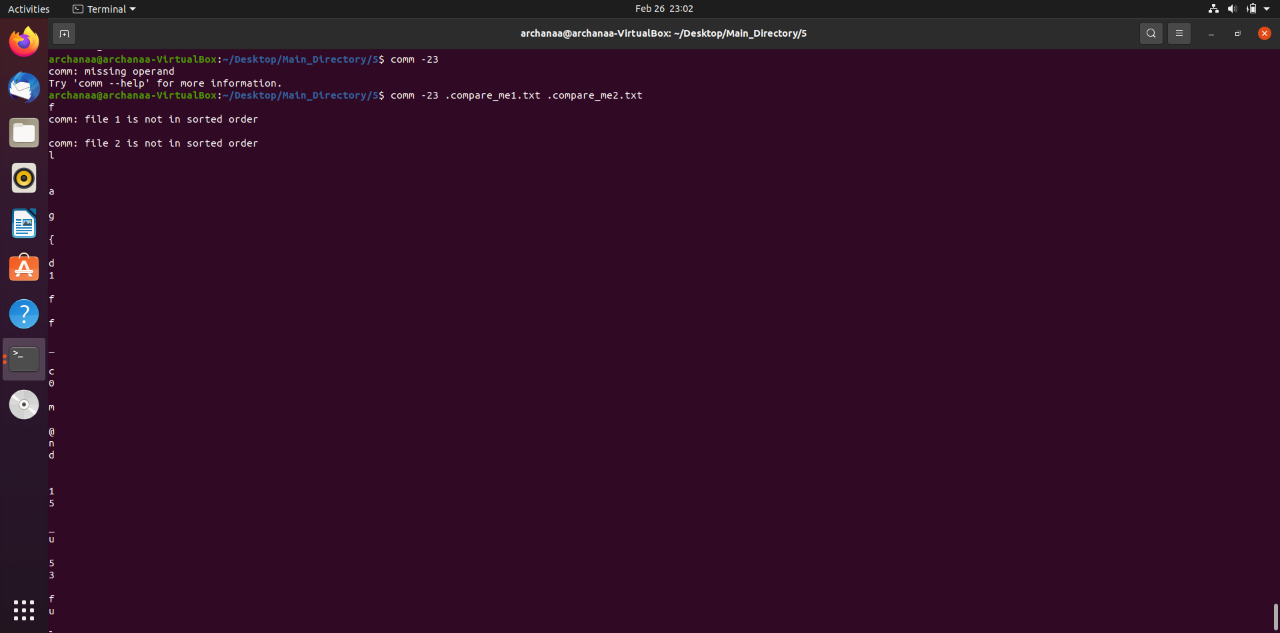 Activities
Terminal
Feb 26 23:02
archanaa@archanaa-VirtualBox: ~/Desktop/Main_Directory/5
archanaa@archanaa-VirtualBox:~/Desktop/Main_Directory/5$ comm -23
comm: missing operand
Try 'comm --help' for more information.
archanaa@archanaa-VirtualBox:~/Desktop/Main_Directory/5$ comm -23 .compare_me1.txt .compare_me2.txt
f
comm: file 1 is not in sorted order
comm: file 2 is not in sorted order
l
a
g
{
d
1
f
f
_
c
0
m
@
n
d
1
5
_
u
5
3
f
u